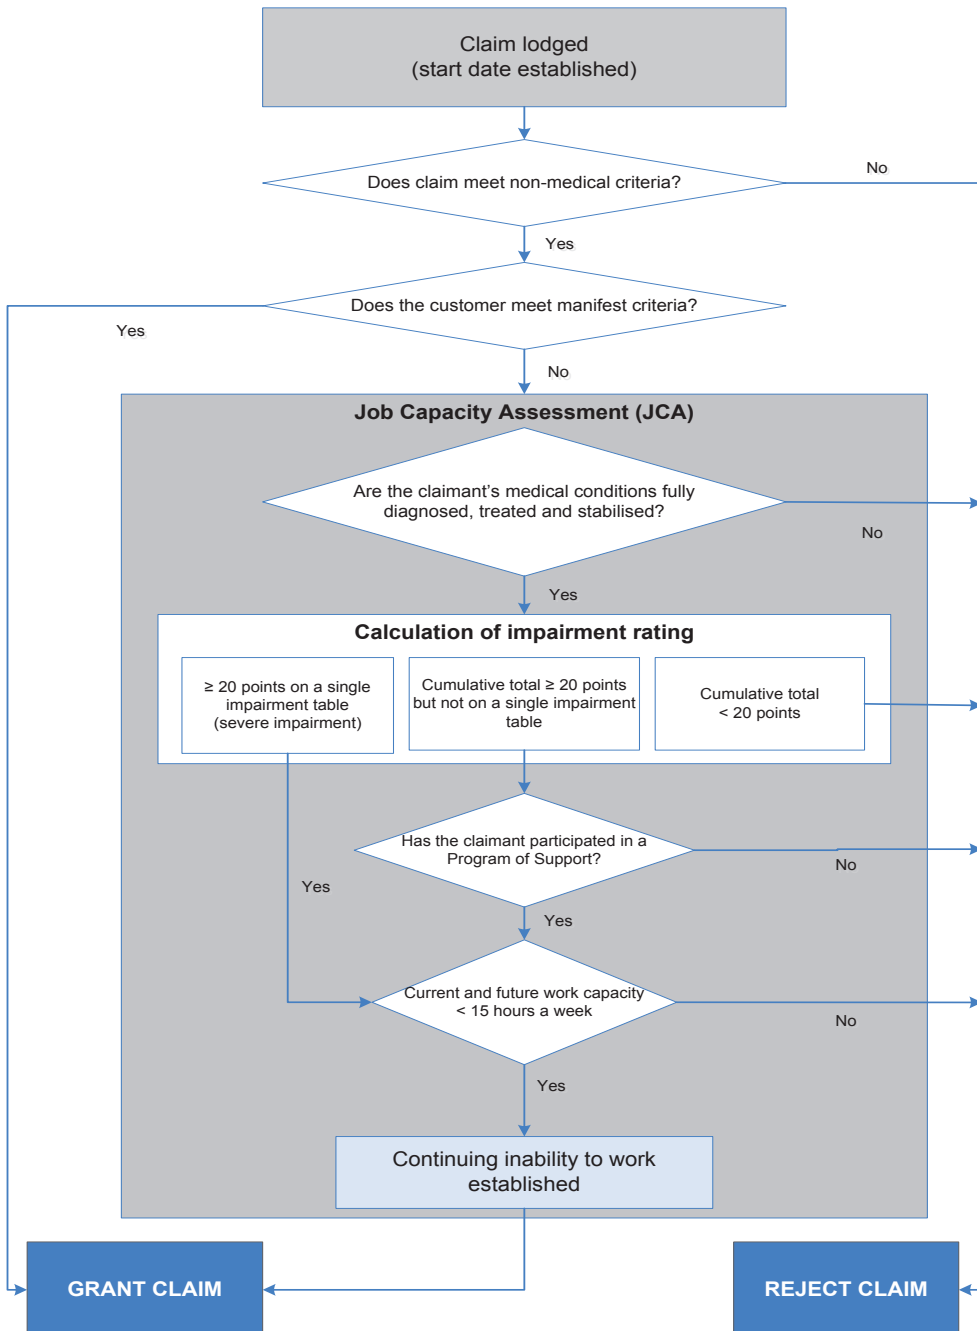 Claim lodged
(start date established)
Does claim meet non-medical criteria?
No
Yes
Does the customer meet manifest criteria?
Yes
No
Job Capacity Assessment (JCA)
Are the claimant's medical conditions fully
diagnosed, treated and stabilised?
No
Yes
Calculation of impairment rating
≥ 20 points on a single
impairment table
(severe impairment)
Cumulative total ≥ 20 points
but not on a single impairment
table
Cumulative total
< 20 points
Has the claimant participated in a
Program of Support?
No
Yes
Yes
Current and future work capacity
< 15 hours a week
No
Yes
Continuing inability to work
established
GRANT CLAIM
REJECT CLAIM